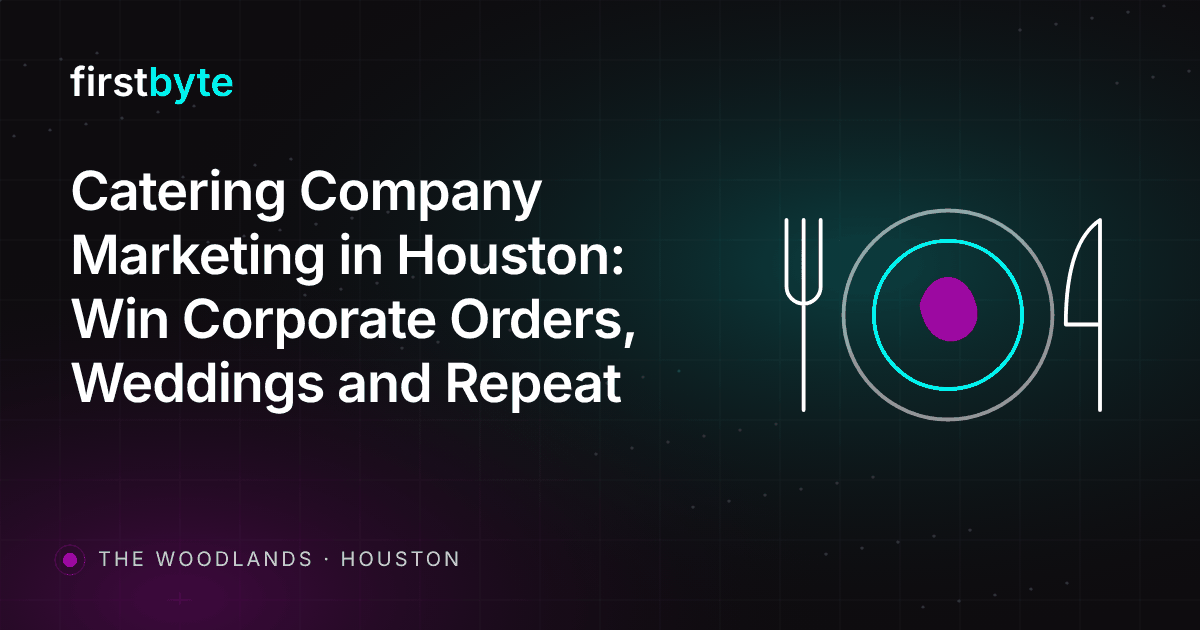 firstbyte
Catering Company
Marketing in Houston:
Win Corporate Orders,
Weddings and Repeat
THE WOODLANDS · HOUSTON